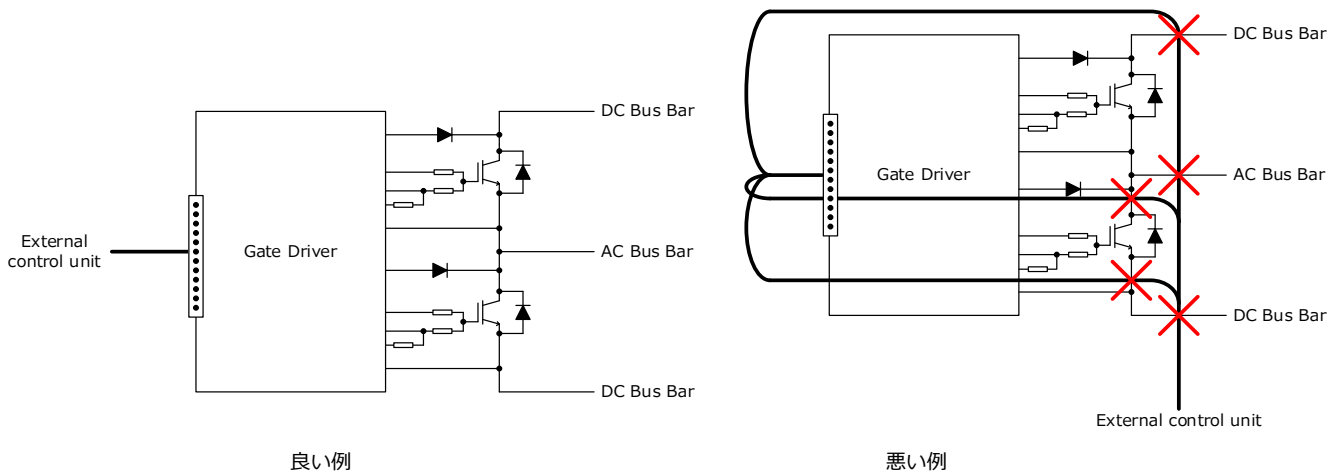 DC Bus Bar
External
control unit
Gate Driver
AC Bus Bar
DC Bus Bar
良い例
DC Bus Bar
Gate Driver
AC Bus Bar
DC Bus Bar
External control unit
悪い例